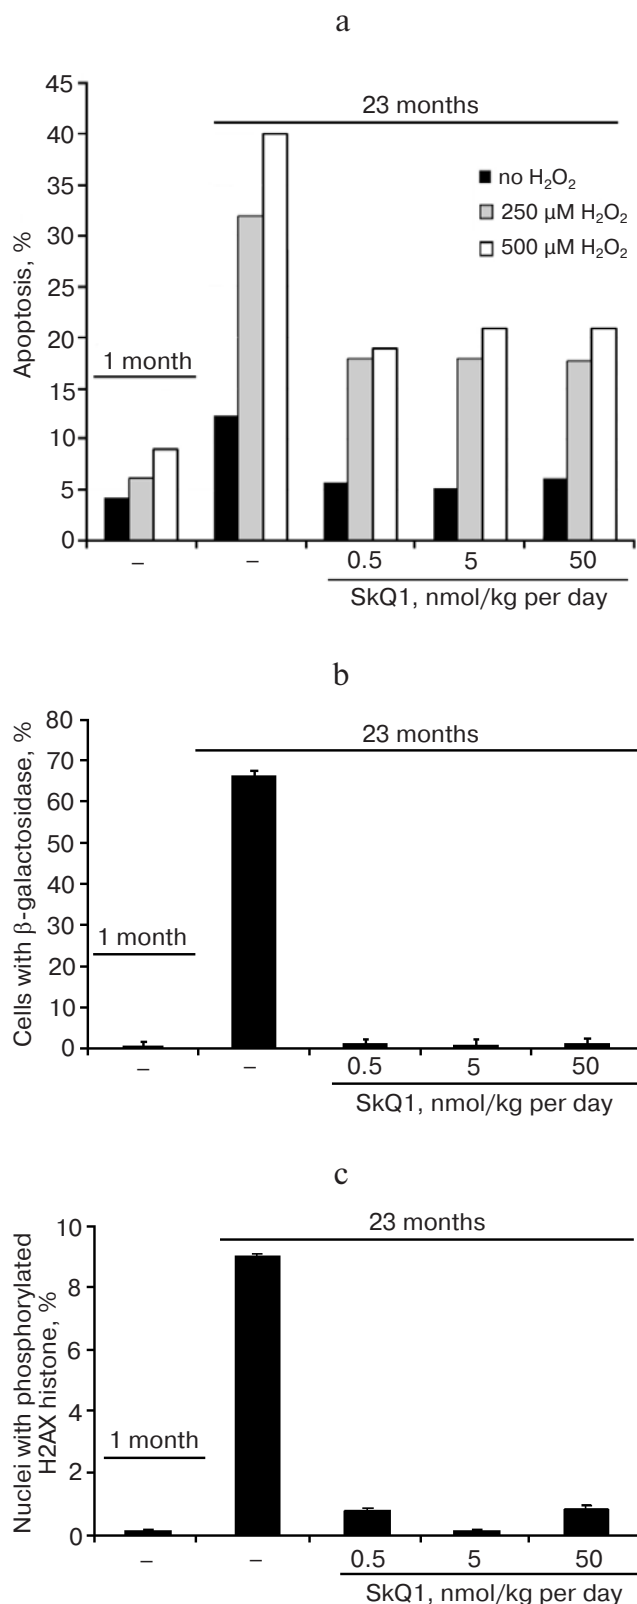 a
45
40
35
30
25
20
15
10
5
0
Apoptosis, %
23 months
no H₂O₂
250 μM H₂O₂
500 μM H₂O₂
1 month
– – 0.5 5 50
SkQ1, nmol/kg per day
b
80
70
60
50
40
30
20
10
0
Cells with β-galactosidase, %
23 months
1 month
– – 0.5 5 50
SkQ1, nmol/kg per day
c
10
8
6
4
2
0
Nuclei with phosphorylated
H2AX histone, %
23 months
1 month
– – 0.5 5 50
SkQ1, nmol/kg per day